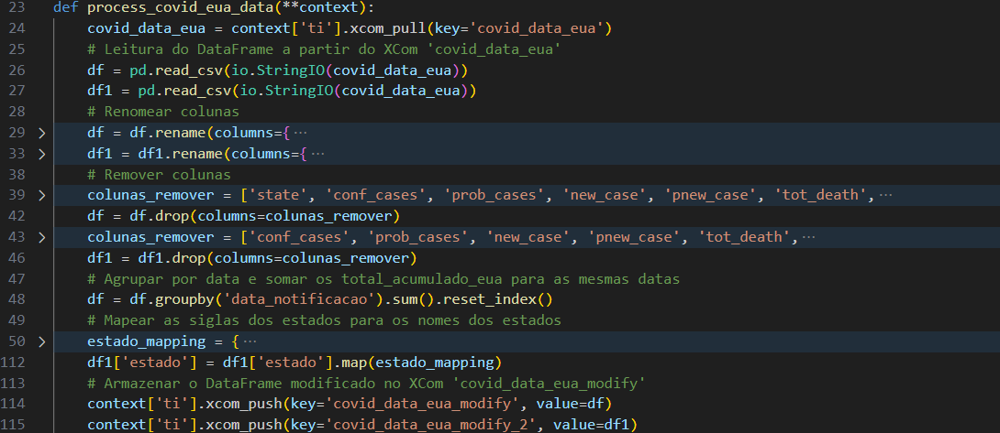 23 def process_covid_eua_data(**context):
24 covid_data_eua = context['ti'].xcom_pull(key='covid_data_eua')
25 # Leitura do DataFrame a partir do XCom 'covid_data_eua'
26 df = pd.read_csv(io.StringIO(covid_data_eua))
27 df1 = pd.read_csv(io.StringIO(covid_data_eua))
28 # Renomear colunas
29 df = df.rename(columns={ ···
33 df1 = df1.rename(columns={ ···
38 # Remover colunas
39 colunas_remover = ['state', 'conf_cases', 'prob_cases', 'new_case', 'pnew_case', 'tot_death', ···
42 df = df.drop(columns=colunas_remover)
43 colunas_remover = ['conf_cases', 'prob_cases', 'new_case', 'pnew_case', 'tot_death', ···
46 df1 = df1.drop(columns=colunas_remover)
47 # Agrupar por data e somar os total_acumulado_eua para as mesmas datas
48 df = df.groupby('data_notificacao').sum().reset_index()
49 # Mapear as siglas dos estados para os nomes dos estados
50 estado_mapping = { ···
112 df1['estado'] = df1['estado'].map(estado_mapping)
113 # Armazenar o DataFrame modificado no XCom 'covid_data_eua_modify'
114 context['ti'].xcom_push(key='covid_data_eua_modify', value=df)
115 context['ti'].xcom_push(key='covid_data_eua_modify_2', value=df1)